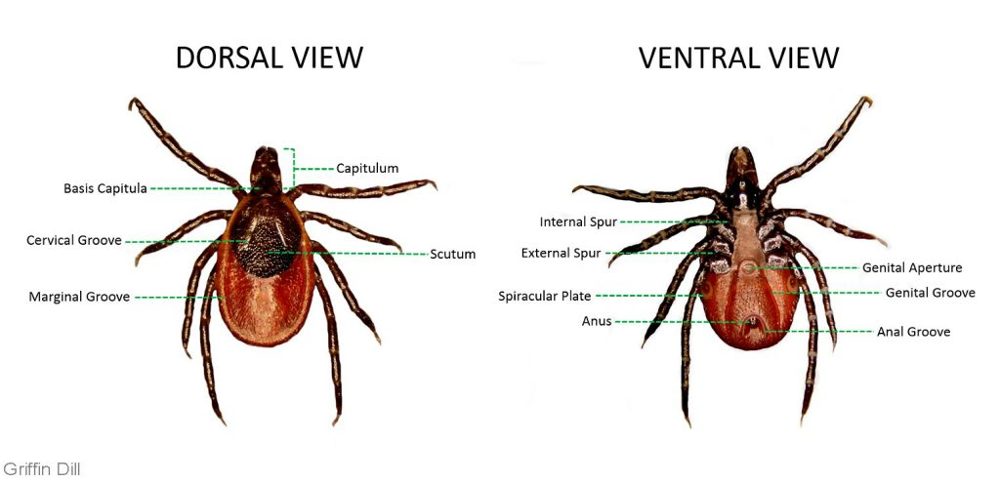 DORSAL VIEW
VENTRAL VIEW
Capitulum
Basis Capitula
Cervical Groove
Scutum
Marginal Groove
Internal Spur
External Spur
Genital Aperture
Spiracular Plate
Genital Groove
Anus
Anal Groove
Griffin Dill